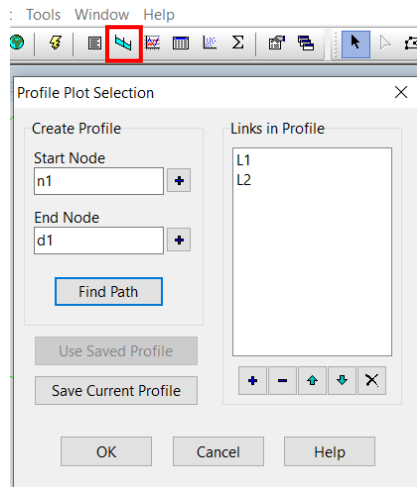 : Tools Window Help
Profile Plot Selection
Create Profile
Start Node
n1
End Node
d1
Find Path
Use Saved Profile
Save Current Profile
Links in Profile
L1
L2
OK
Cancel
Help